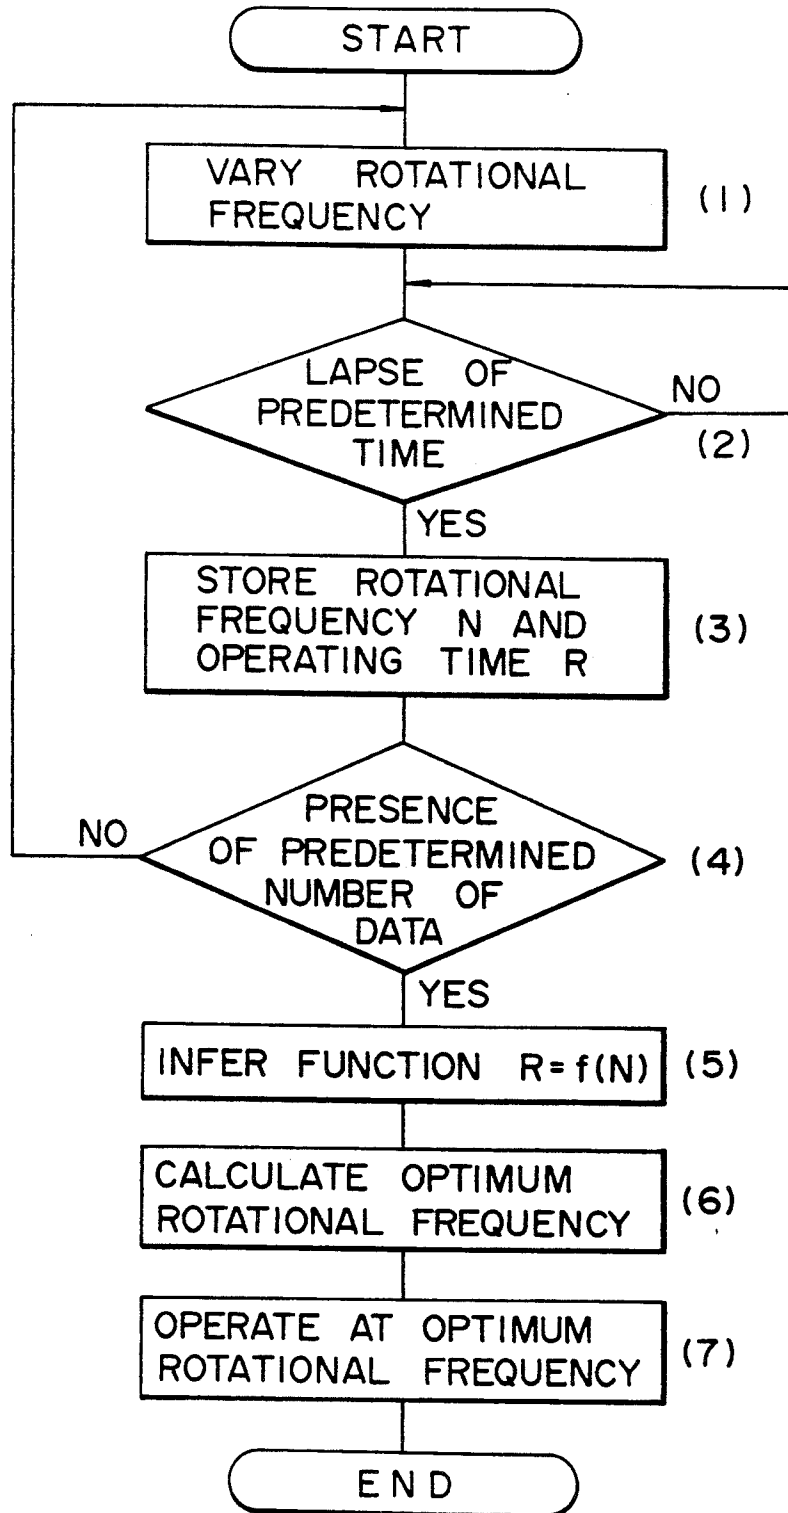 START
VARY ROTATIONAL
FREQUENCY
(1)
LAPSE OF
PREDETERMINED
TIME
NO
(2)
YES
STORE ROTATIONAL
FREQUENCY N AND
OPERATING TIME R
(3)
PRESENCE
OF PREDETERMINED
NUMBER OF
DATA
NO
(4)
YES
INFER FUNCTION R=f(N)
(5)
CALCULATE OPTIMUM
ROTATIONAL FREQUENCY
(6)
OPERATE AT OPTIMUM
ROTATIONAL FREQUENCY
(7)
END